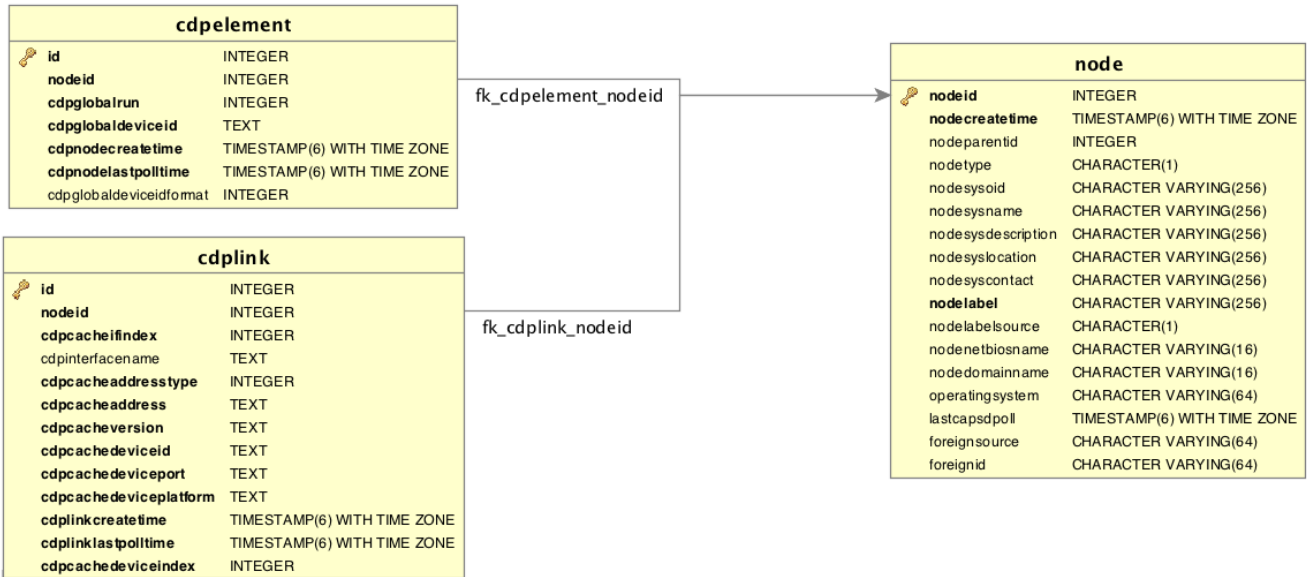 cdpelement
id INTEGER
nodeid INTEGER
cdpglobalrun INTEGER
cdpglobaldeviceid TEXT
cdpnodecreatetime TIMESTAMP(6) WITH TIME ZONE
cdpnodelastpolltime TIMESTAMP(6) WITH TIME ZONE
cdpglobaldeviceidformat INTEGER
fk_cdpelement_nodeid
cdplink
id INTEGER
nodeid INTEGER
cdpcacheifindex INTEGER
cdpinterfacename TEXT
cdpcacheaddresstype INTEGER
cdpcacheaddress TEXT
cdpcacheversion TEXT
cdpcachedeviceid TEXT
cdpcachedeviceport TEXT
cdpcachedeviceplatform TEXT
cdplinkcreatetime TIMESTAMP(6) WITH TIME ZONE
cdplinklastpolltime TIMESTAMP(6) WITH TIME ZONE
cdpcachedeviceindex INTEGER
fk_cdplink_nodeid
node
nodeid INTEGER
nodecreatetime TIMESTAMP(6) WITH TIME ZONE
nodeparentid INTEGER
nodetype CHARACTER(1)
nodesysoid CHARACTER VARYING(256)
nodesysname CHARACTER VARYING(256)
nodesysdescription CHARACTER VARYING(256)
nodesyslocation CHARACTER VARYING(256)
nodesyscontact CHARACTER VARYING(256)
nodelabel CHARACTER VARYING(256)
nodelabelsource CHARACTER(1)
nodenetbiosname CHARACTER VARYING(16)
nodedomainname CHARACTER VARYING(16)
operatingsystem CHARACTER VARYING(64)
lastcapsdpoll TIMESTAMP(6) WITH TIME ZONE
foreignsource CHARACTER VARYING(64)
foreignid CHARACTER VARYING(64)